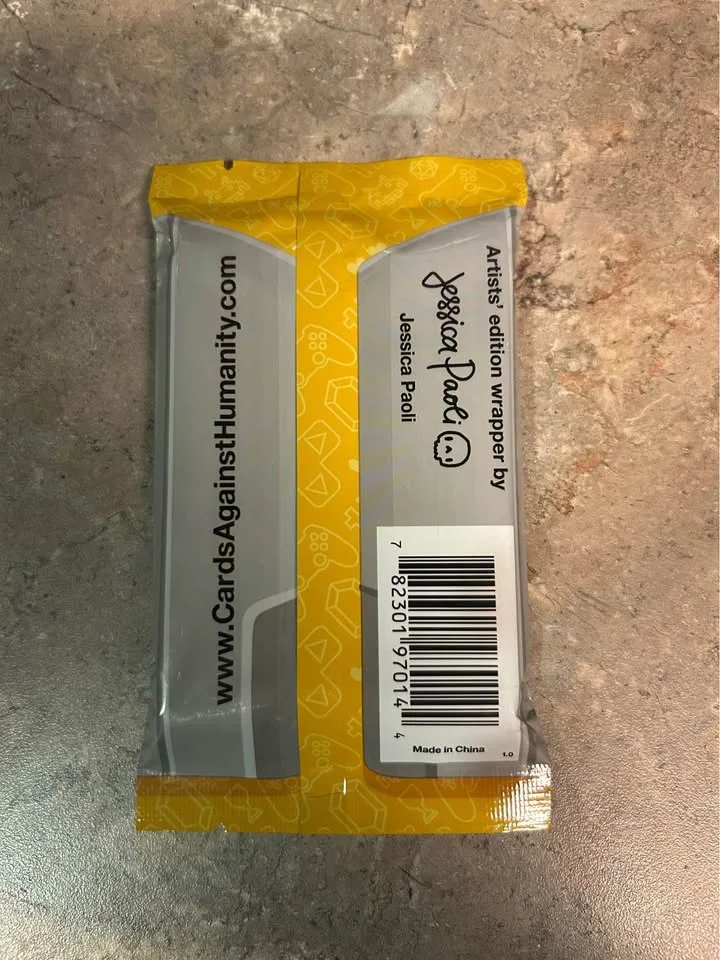 www.CardsAgainstHumanity.com
Artists' edition wrapper by
Jessica Paoli
Jessica Paoli
7 82301 97014 4
Made in China
1.0